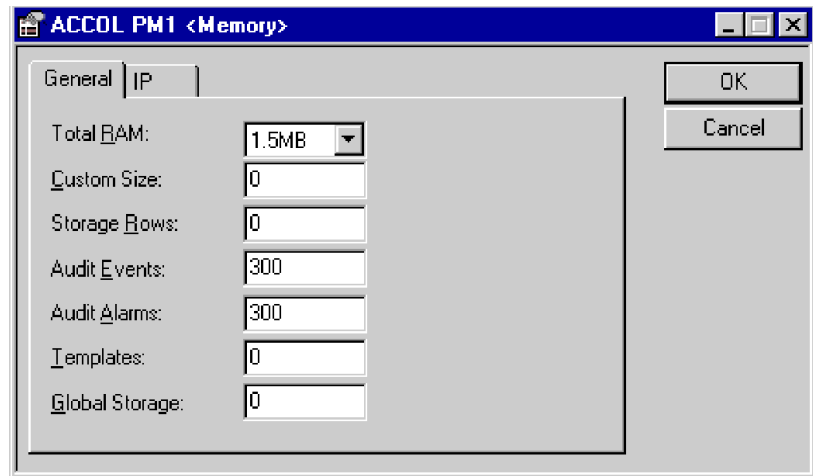 ACCOL PM1 <Memory>
General IP
OK
Cancel
Total RAM: 1.5MB
Custom Size: 0
Storage Rows: 0
Audit Events: 300
Audit Alarms: 300
Templates: 0
Global Storage: 0